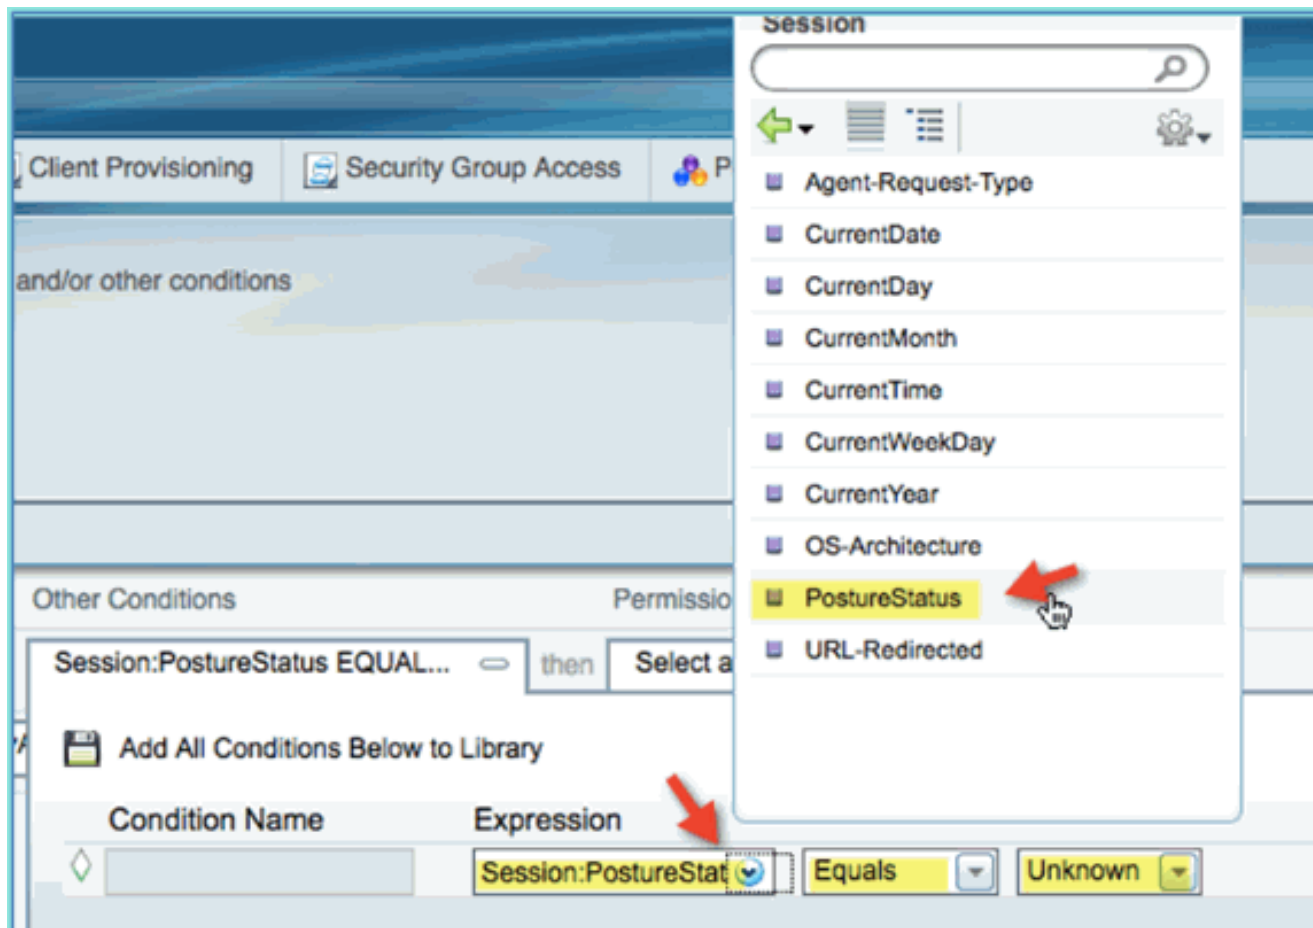 Session
Client Provisioning
Security Group Access
P
Agent-Request-Type
CurrentDate
and/or other conditions
CurrentDay
CurrentMonth
CurrentTime
CurrentWeekDay
CurrentYear
OS-Architecture
Other Conditions
Permissio
PostureStatus
Session:PostureStatus EQUAL...
then
Select a
URL-Redirected
Add All Conditions Below to Library
Condition Name
Expression
Session:PostureStat
Equals
Unknown